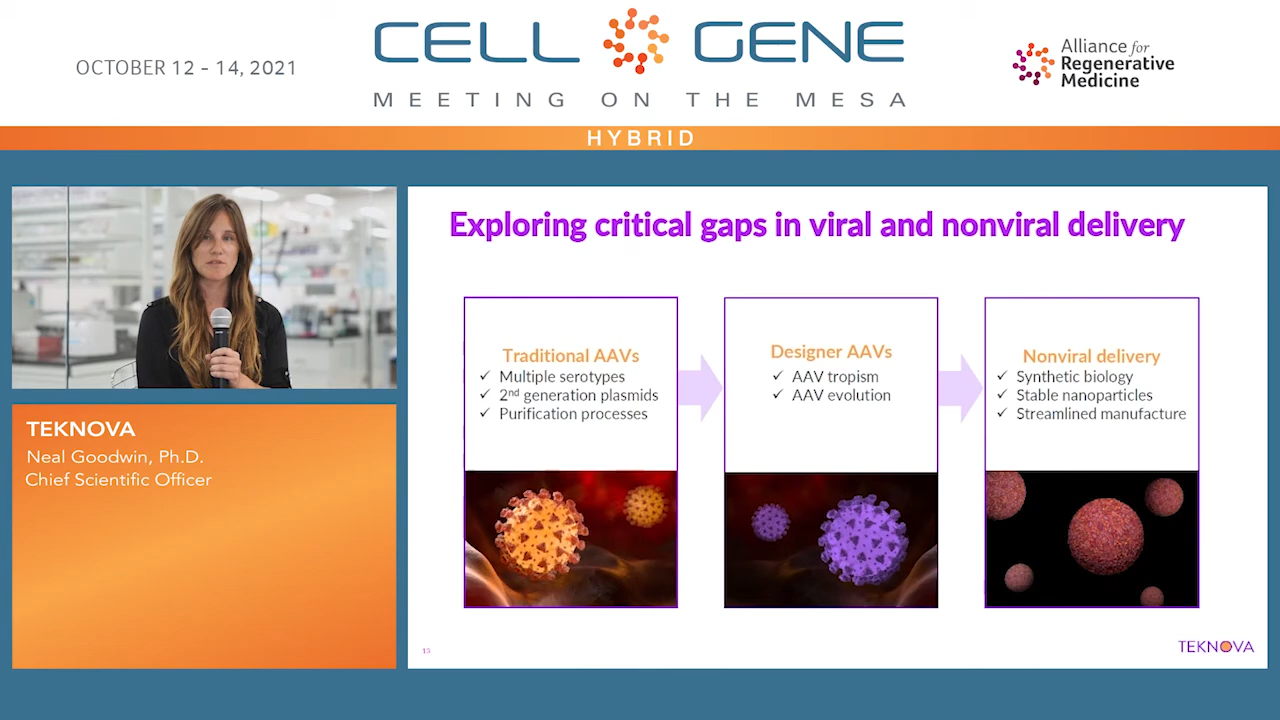 OCTOBER 12 - 14, 2021
CELL GENE
MEETING ON THE MESA
Alliance for
Regenerative
Medicine
HYBRID
TEKNOVA
Neal Goodwin, Ph.D.
Chief Scientific Officer
Exploring critical gaps in viral and nonviral delivery
Traditional AAVs
✓ Multiple serotypes
✓ 2nd generation plasmids
✓ Purification processes
Designer AAVs
✓ AAV tropism
✓ AAV evolution
Nonviral delivery
✓ Synthetic biology
✓ Stable nanoparticles
✓ Streamlined manufacture
13
TEKNOVA